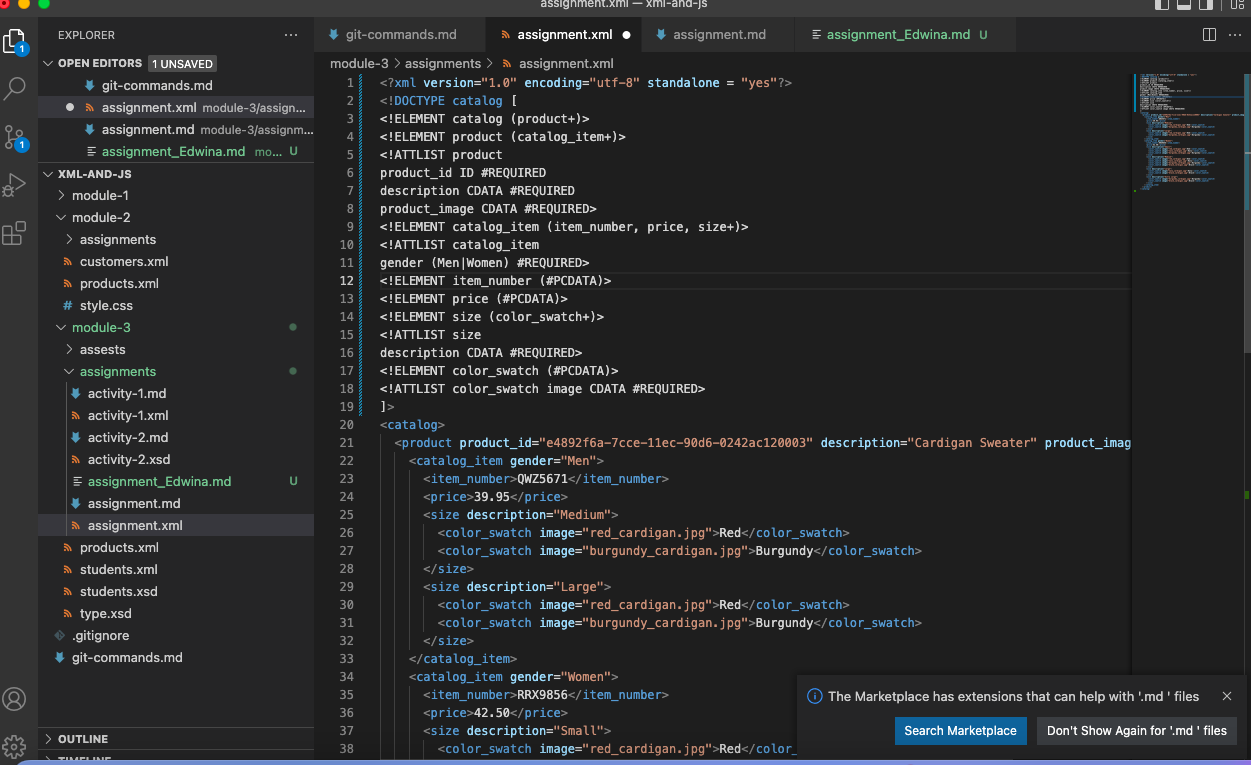 assignment.xml — xml-and-js
EXPLORER
OPEN EDITORS 1 UNSAVED
git-commands.md
assignment.xml module-3/assign...
assignment.md module-3/assignm...
assignment_Edwina.md mo... U
XML-AND-JS
module-1
module-2
assignments
customers.xml
products.xml
# style.css
module-3
assests
assignments
activity-1.md
activity-1.xml
activity-2.md
activity-2.xsd
assignment_Edwina.md U
assignment.md
assignment.xml
products.xml
students.xml
students.xsd
type.xsd
.gitignore
git-commands.md
OUTLINE
TIMELINE
1
1
git-commands.md
assignment.xml
assignment.md
assignment_Edwina.md U
module-3 > assignments > assignment.xml
1 <?xml version="1.0" encoding="utf-8" standalone = "yes"?>
2 <!DOCTYPE catalog [
3 <!ELEMENT catalog (product+)>
4 <!ELEMENT product (catalog_item+)>
5 <!ATTLIST product
6 product_id ID #REQUIRED
7 description CDATA #REQUIRED
8 product_image CDATA #REQUIRED>
9 <!ELEMENT catalog_item (item_number, price, size+)>
10 <!ATTLIST catalog_item
11 gender (Men|Women) #REQUIRED>
12 <!ELEMENT item_number (#PCDATA)>
13 <!ELEMENT price (#PCDATA)>
14 <!ELEMENT size (color_swatch+)>
15 <!ATTLIST size
16 description CDATA #REQUIRED>
17 <!ELEMENT color_swatch (#PCDATA)>
18 <!ATTLIST color_swatch image CDATA #REQUIRED>
19 ]>
20 <catalog>
21 <product product_id="e4892f6a-7cce-11ec-90d6-0242ac120003" description="Cardigan Sweater" product_imag
22 <catalog_item gender="Men">
23 <item_number>QWZ5671</item_number>
24 <price>39.95</price>
25 <size description="Medium">
26 <color_swatch image="red_cardigan.jpg">Red</color_swatch>
27 <color_swatch image="burgundy_cardigan.jpg">Burgundy</color_swatch>
28 </size>
29 <size description="Large">
30 <color_swatch image="red_cardigan.jpg">Red</color_swatch>
31 <color_swatch image="burgundy_cardigan.jpg">Burgundy</color_swatch>
32 </size>
33 </catalog_item>
34 <catalog_item gender="Women">
35 <item_number>RRX9856</item_number>
36 <price>42.50</price>
37 <size description="Small">
38 <color_swatch image="red_cardigan.jpg">Red</color_
The Marketplace has extensions that can help with '.md ' files
Search Marketplace
Don't Show Again for '.md ' files